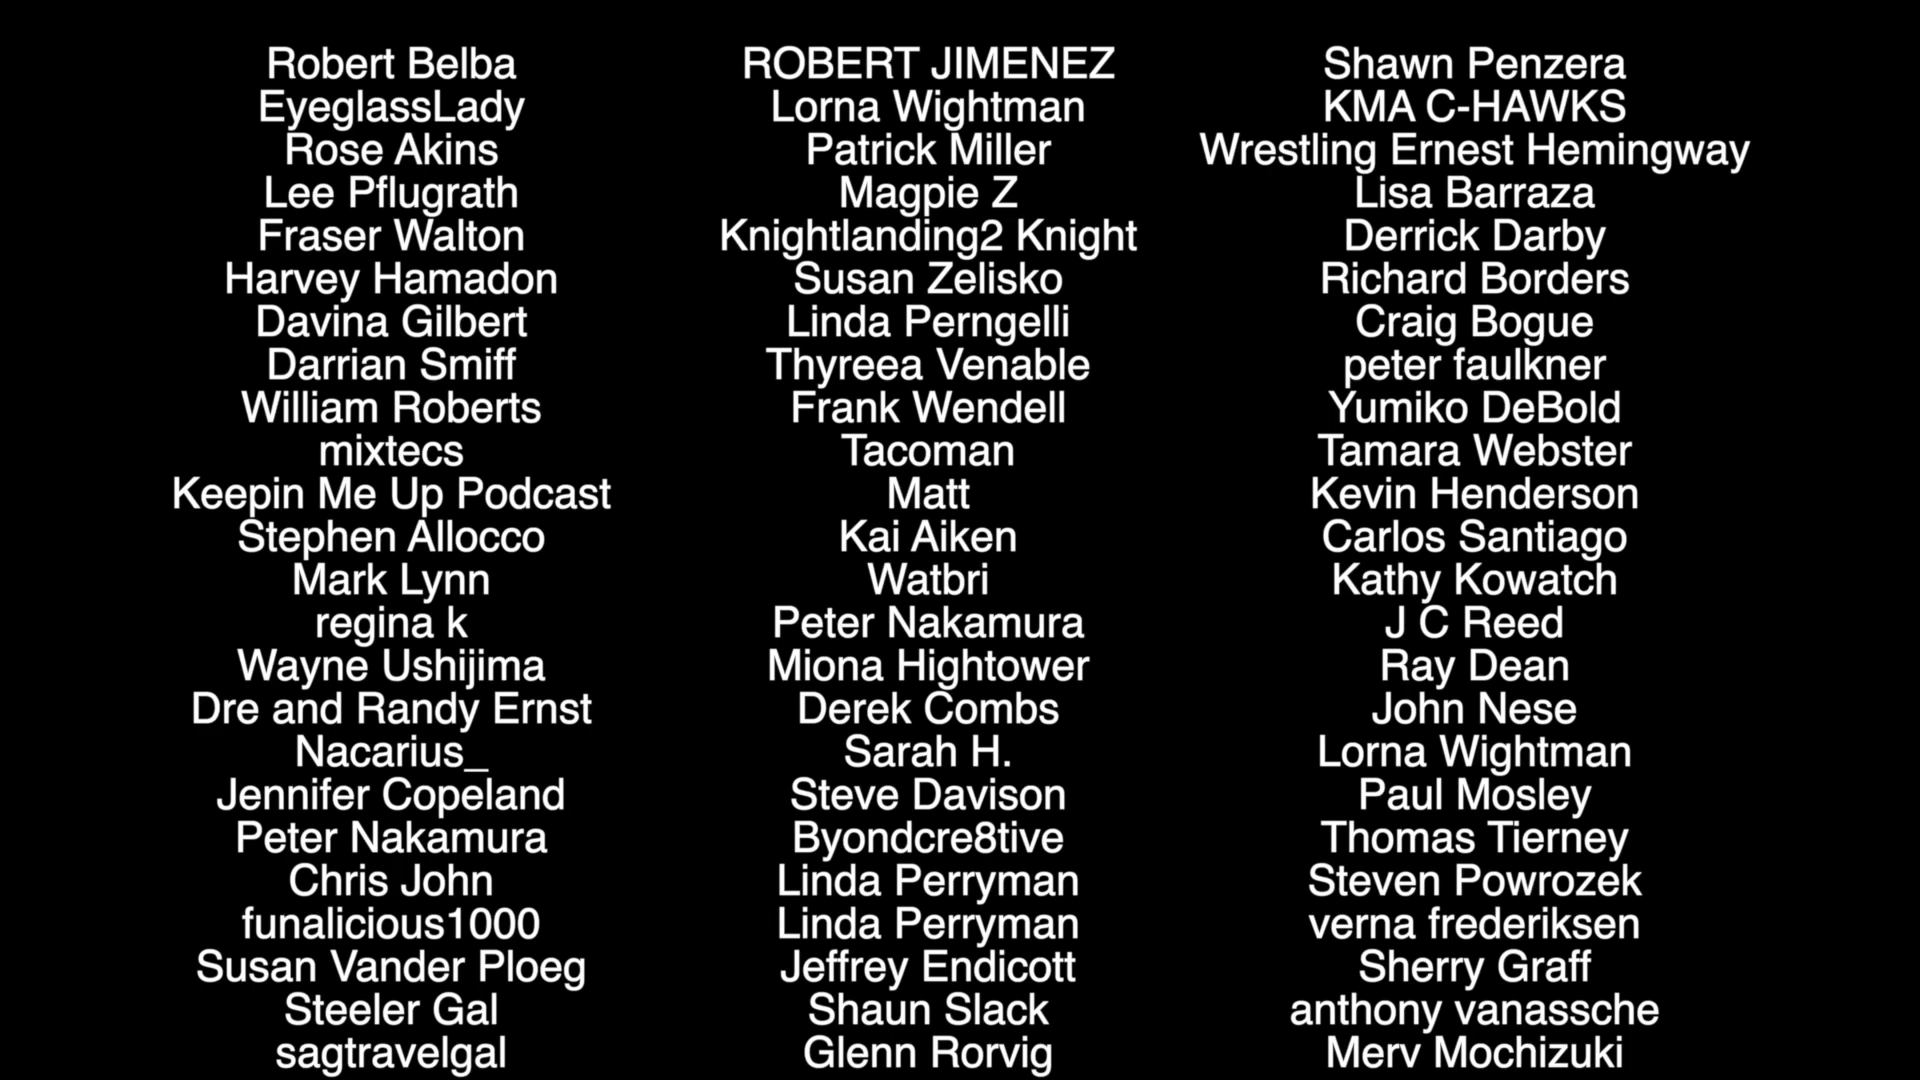 Robert Belba
EyeglassLady
Rose Akins
Lee Pflugrath
Fraser Walton
Harvey Hamadon
Davina Gilbert
Darrian Smiff
William Roberts
mixtecs
Keepin Me Up Podcast
Stephen Allocco
Mark Lynn
regina k
Wayne Ushijima
Dre and Randy Ernst
Nacarius_
Jennifer Copeland
Peter Nakamura
Chris John
funalicious1000
Susan Vander Ploeg
Steeler Gal
sagtravelgal
ROBERT JIMENEZ
Lorna Wightman
Patrick Miller
Magpie Z
Knightlanding2 Knight
Susan Zelisko
Linda Perngelli
Thyreea Venable
Frank Wendell
Tacoman
Matt
Kai Aiken
Watbri
Peter Nakamura
Miona Hightower
Derek Combs
Sarah H.
Steve Davison
Byondcre8tive
Linda Perryman
Linda Perryman
Jeffrey Endicott
Shaun Slack
Glenn Rorvig
Shawn Penzera
KMA C-HAWKS
Wrestling Ernest Hemingway
Lisa Barraza
Derrick Darby
Richard Borders
Craig Bogue
peter faulkner
Yumiko DeBold
Tamara Webster
Kevin Henderson
Carlos Santiago
Kathy Kowatch
J C Reed
Ray Dean
John Nese
Lorna Wightman
Paul Mosley
Thomas Tierney
Steven Powrozek
verna frederiksen
Sherry Graff
anthony vanassche
Merv Mochizuki